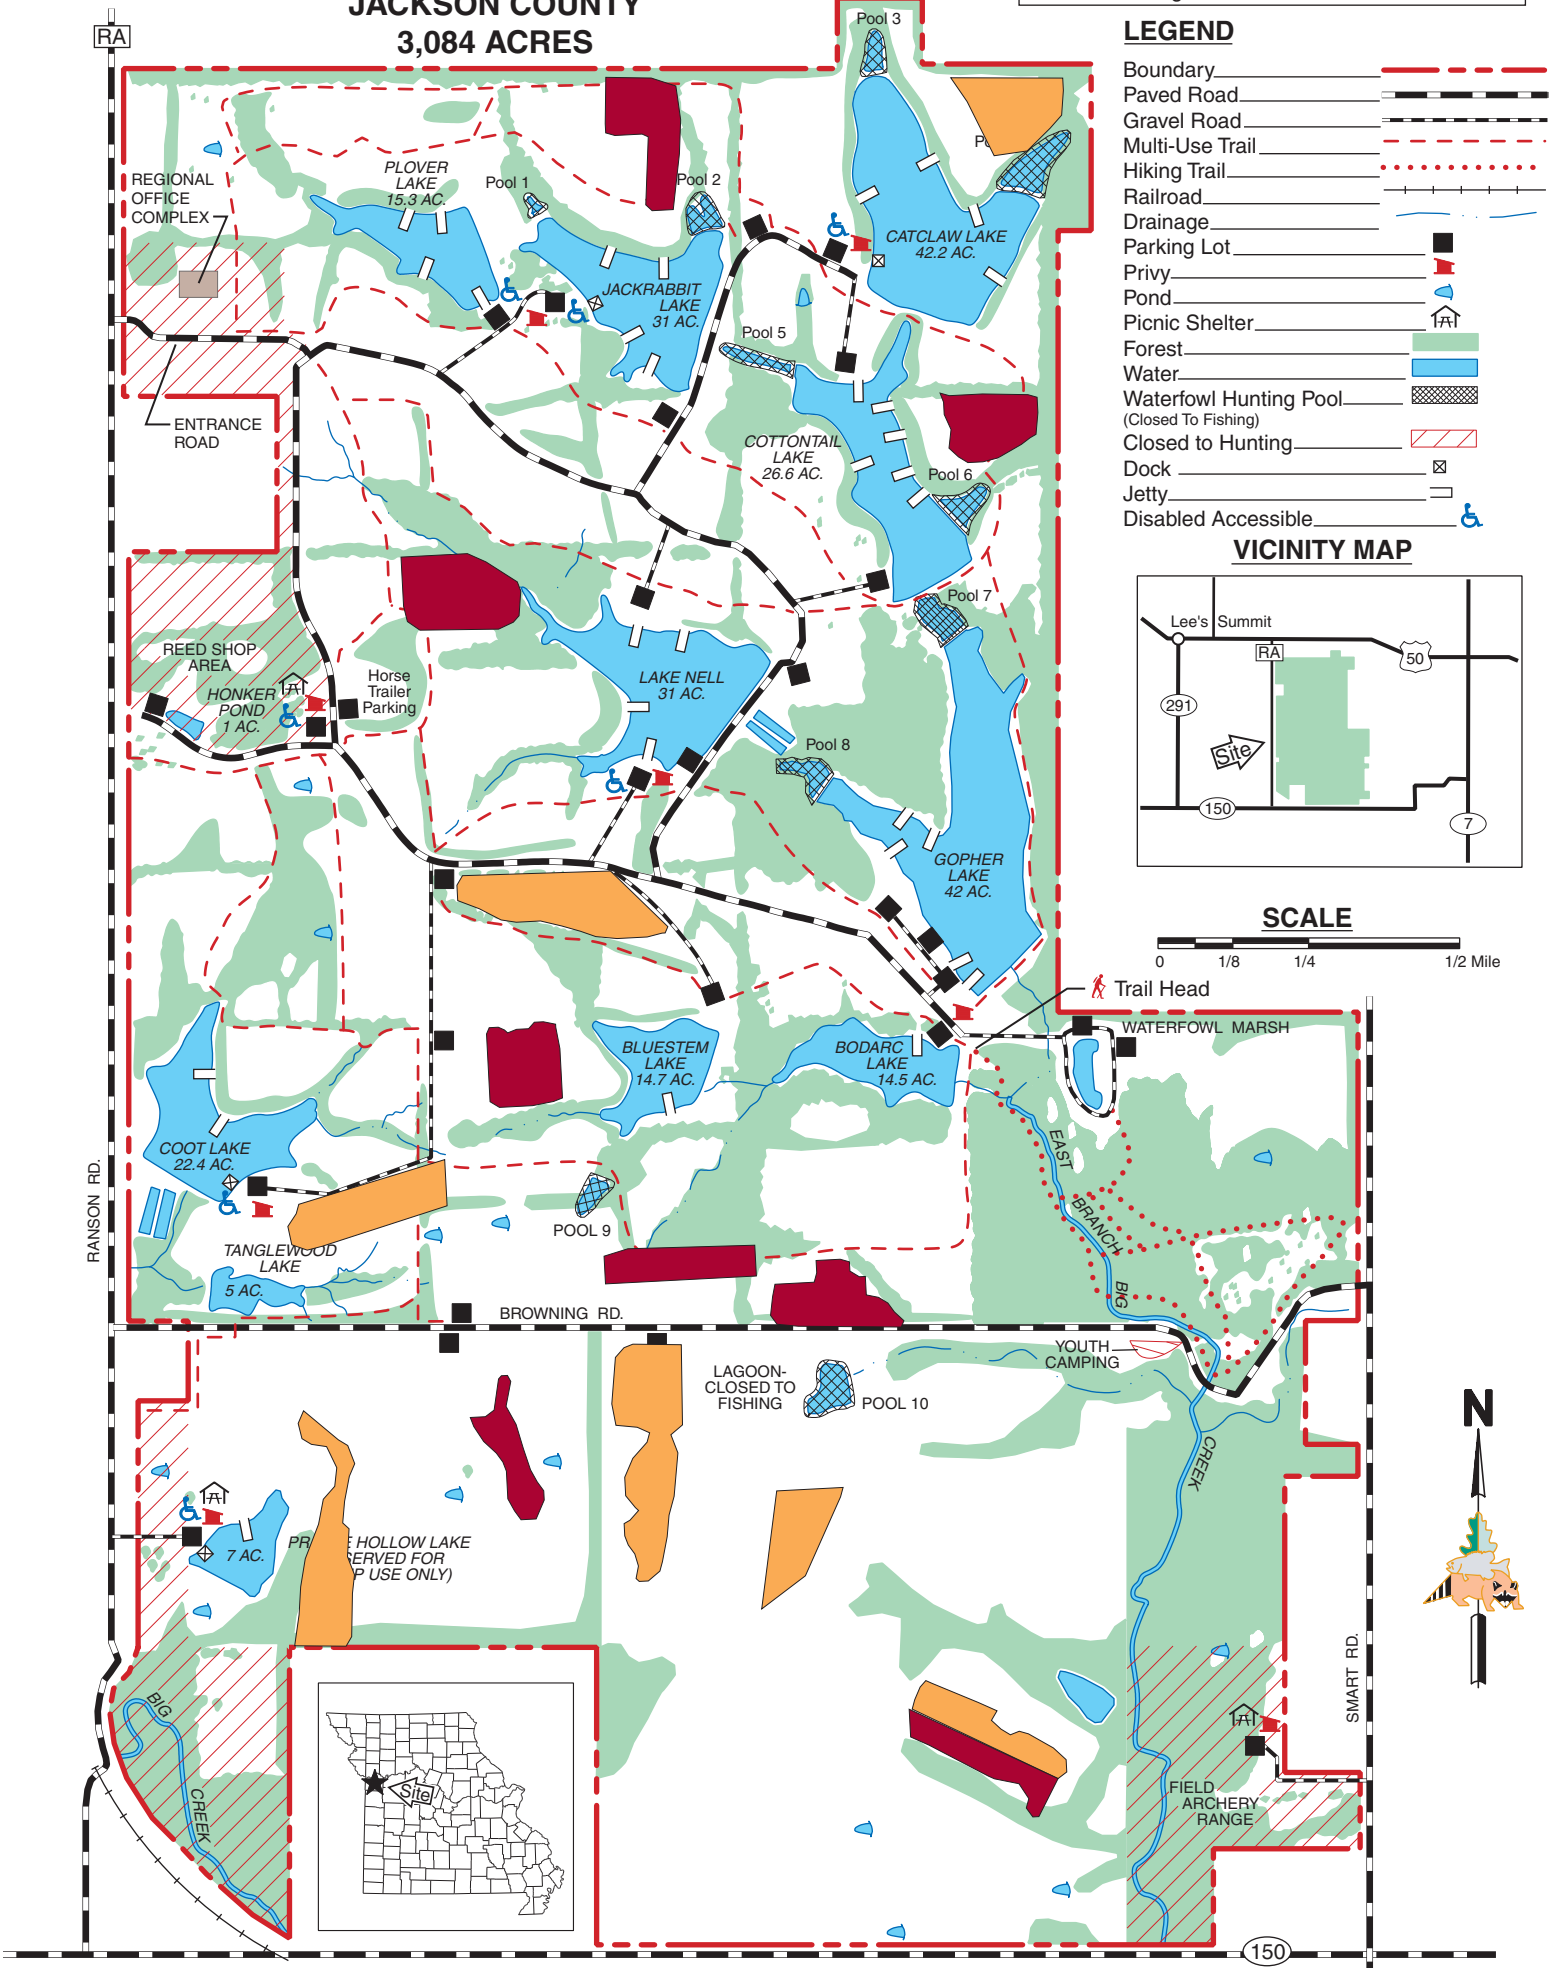 JACKSON COUNTY
3,084 ACRES
RA
LEGEND
Boundary
Paved Road
Gravel Road
Multi-Use Trail
Hiking Trail
Railroad
Drainage
Parking Lot
Privy
Pond
Picnic Shelter
Forest
Water
Waterfowl Hunting Pool
(Closed To Fishing)
Closed to Hunting
Dock
Jetty
Disabled Accessible
VICINITY MAP
Lee's Summit
RA
50
291
Site
150
7
SCALE
0 1/8 1/4 1/2 Mile
Pool 3
REGIONAL
OFFICE
COMPLEX
PLOVER
LAKE
15.3 AC.
Pool 1
Pool 2
CATCLAW LAKE
42.2 AC.
JACKRABBIT
LAKE
31 AC.
Pool 5
ENTRANCE
ROAD
COTTONTAIL
LAKE
26.6 AC.
Pool 6
Pool 7
REED SHOP
AREA
HONKER
POND
1 AC.
Horse
Trailer
Parking
LAKE NELL
31 AC.
Pool 8
GOPHER
LAKE
42 AC.
Trail Head
WATERFOWL MARSH
BLUESTEM
LAKE
14.7 AC.
BODARC
LAKE
14.5 AC.
COOT LAKE
22.4 AC.
RANSON RD.
EAST
BRANCH
BIG
CREEK
POOL 9
TANGLEWOOD
LAKE
5 AC.
BROWNING RD.
YOUTH
CAMPING
LAGOON-
CLOSED TO
FISHING
POOL 10
N
7 AC.
HOLLOW LAKE
USE ONLY)
BIG
CREEK
Site
SMART RD.
FIELD
ARCHERY
RANGE
150